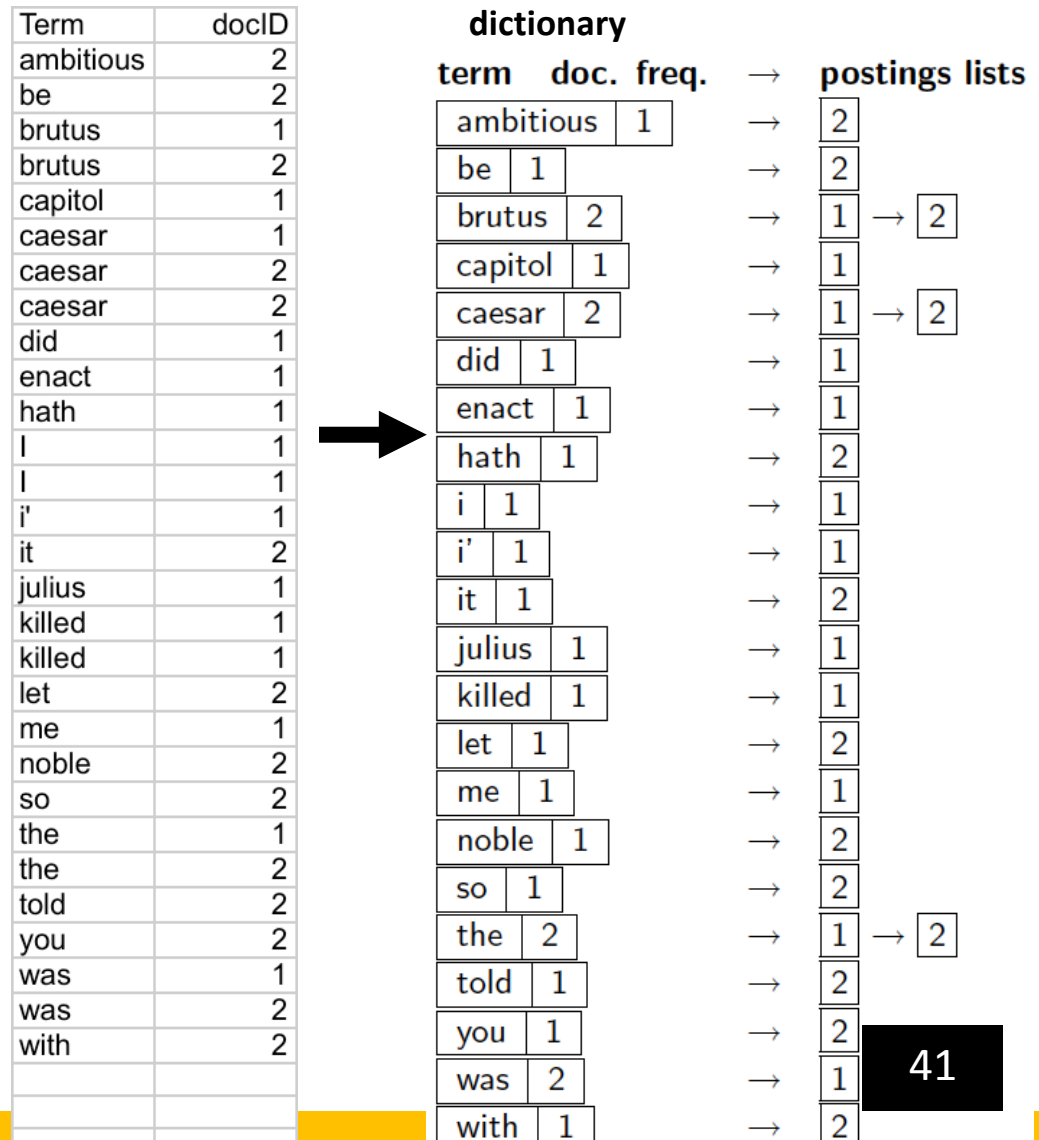 Term docID
ambitious 2
be 2
brutus 1
brutus 2
capitol 1
caesar 1
caesar 2
caesar 2
did 1
enact 1
hath 1
I 1
I 1
i' 1
it 2
julius 1
killed 1
killed 1
let 2
me 1
noble 2
so 2
the 1
the 2
told 2
you 2
was 1
was 2
with 2
dictionary
term doc. freq. → postings lists
ambitious 1 → 2
be 1 → 2
brutus 2 → 1 → 2
capitol 1 → 1
caesar 2 → 1 → 2
did 1 → 1
enact 1 → 1
hath 1 → 2
i 1 → 1
i’ 1 → 1
it 1 → 2
julius 1 → 1
killed 1 → 1
let 1 → 2
me 1 → 1
noble 1 → 2
so 1 → 2
the 2 → 1 → 2
told 1 → 2
you 1 → 2
was 2 → 1
with 1 → 2
41